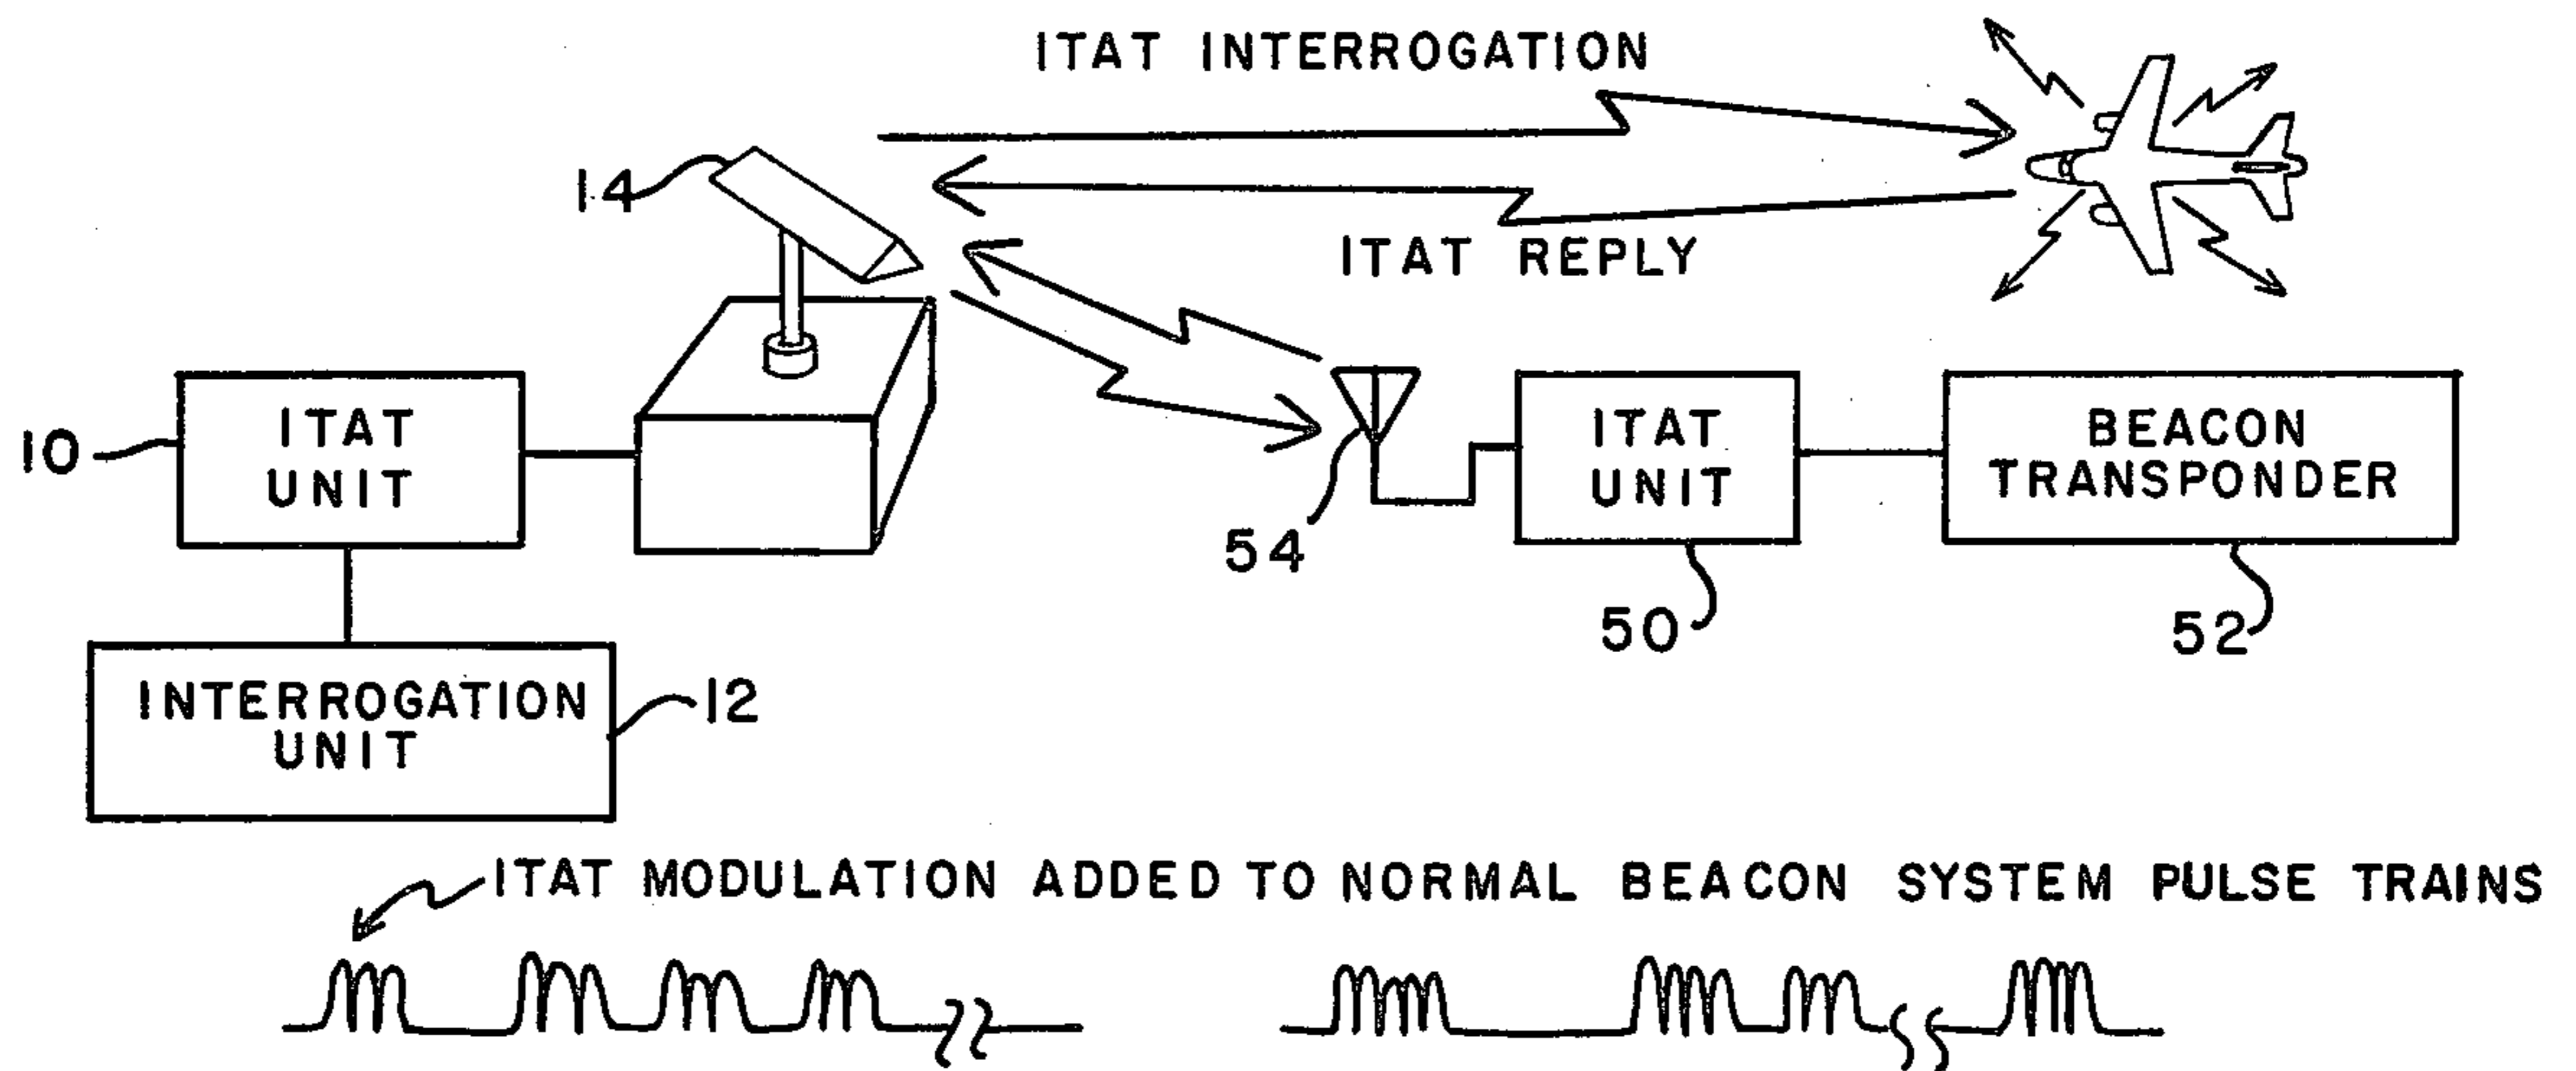 ITAT INTERROGATION
14
ITAT REPLY
10
ITAT
UNIT
54
ITAT
UNIT
BEACON
TRANSPONDER
50
52
INTERROGATION
UNIT
12
ITAT MODULATION ADDED TO NORMAL BEACON SYSTEM PULSE TRAINS